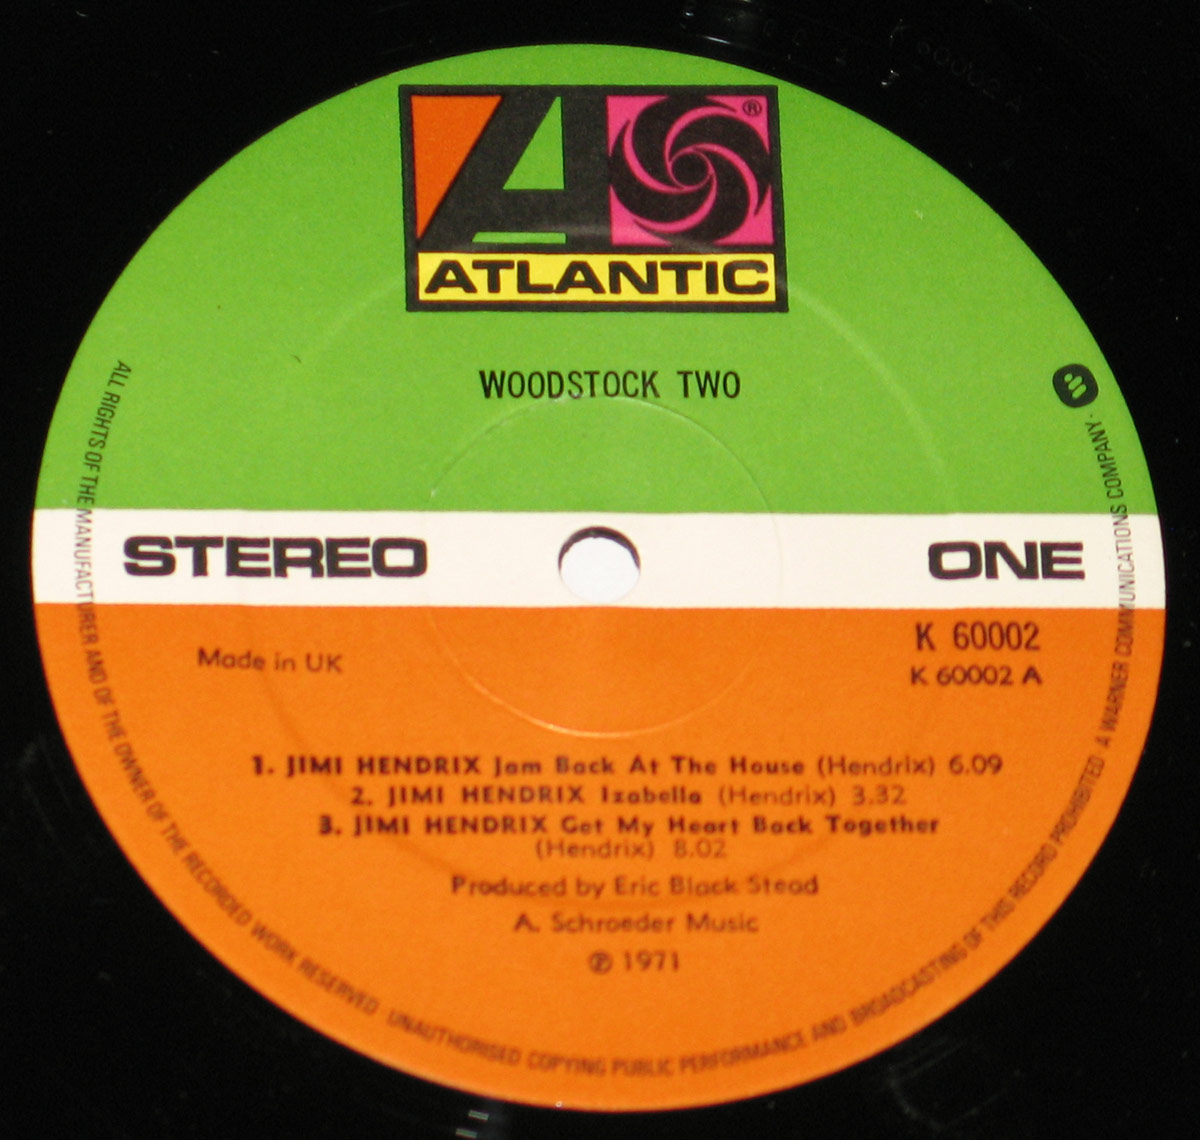 ®
ATLANTIC
WOODSTOCK TWO
STEREO
ONE
K 60002
Made in UK
K 60002 A
1. JIMI HENDRIX Jam Back At The House (Hendrix) 6.09
2. JIMI HENDRIX Izabella (Hendrix) 3.32
3. JIMI HENDRIX Get My Heart Back Together
(Hendrix) 8.02
Produced by Eric Black Stead
A. Schroeder Music
℗ 1971
ALL RIGHTS OF THE MANUFACTURER AND OF THE OWNER OF THE RECORDED WORK RESERVED · UNAUTHORISED COPYING PUBLIC PERFORMANCE AND BROADCASTING OF THIS RECORD PROHIBITED. A WARNER COMMUNICATIONS COMPANY ·